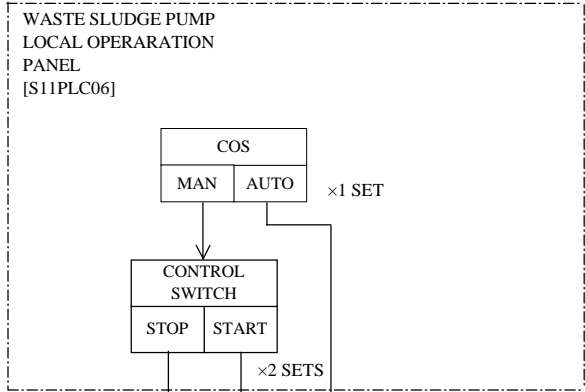 WASTE SLUDGE PUMP
LOCAL OPERARATION
PANEL
[S11PLC06]
COS
MAN AUTO
×1 SET
CONTROL
SWITCH
STOP START
×2 SETS